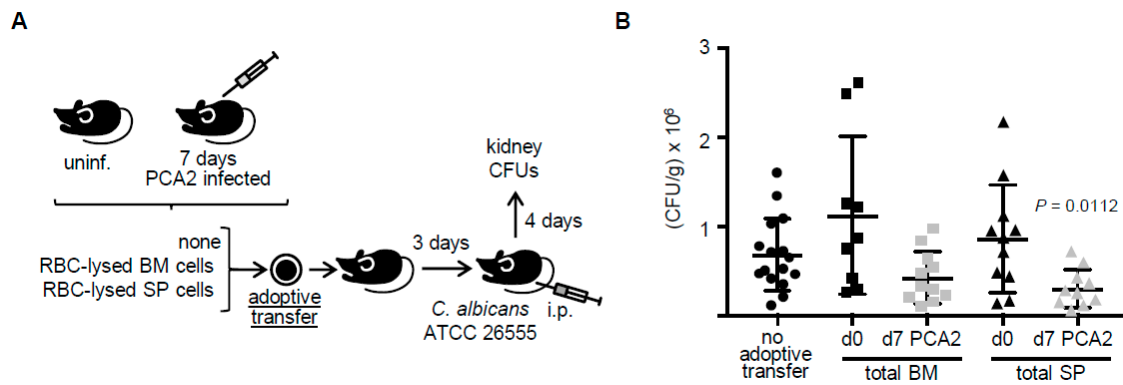 A
uninf.
7 days
PCA2 infected
none
RBC-lysed BM cells
RBC-lysed SP cells
adoptive
transfer
3 days
kidney
CFUs
4 days
i.p.
C. albicans
ATCC 26555
B
(CFU/g) x 10⁶
3
2
1
P = 0.0112
no
adoptive
transfer
d0 d7 PCA2
total BM
d0 d7 PCA2
total SP